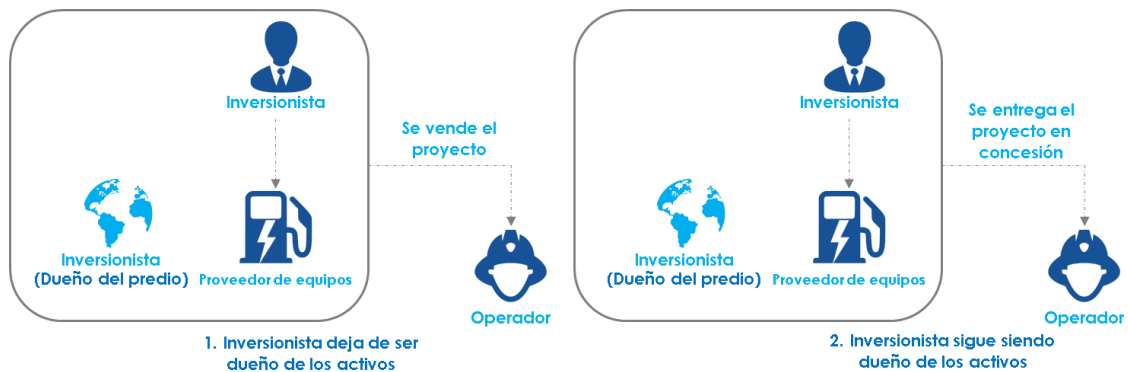 Inversionista
Se vende el
proyecto
Inversionista
(Dueño del predio)
Proveedor de equipos
Operador
1. Inversionista deja de ser
dueño de los activos
Inversionista
Se entrega el
proyecto en
concesión
Inversionista
(Dueño del predio)
Proveedor de equipos
Operador
2. Inversionista sigue siendo
dueño de los activos